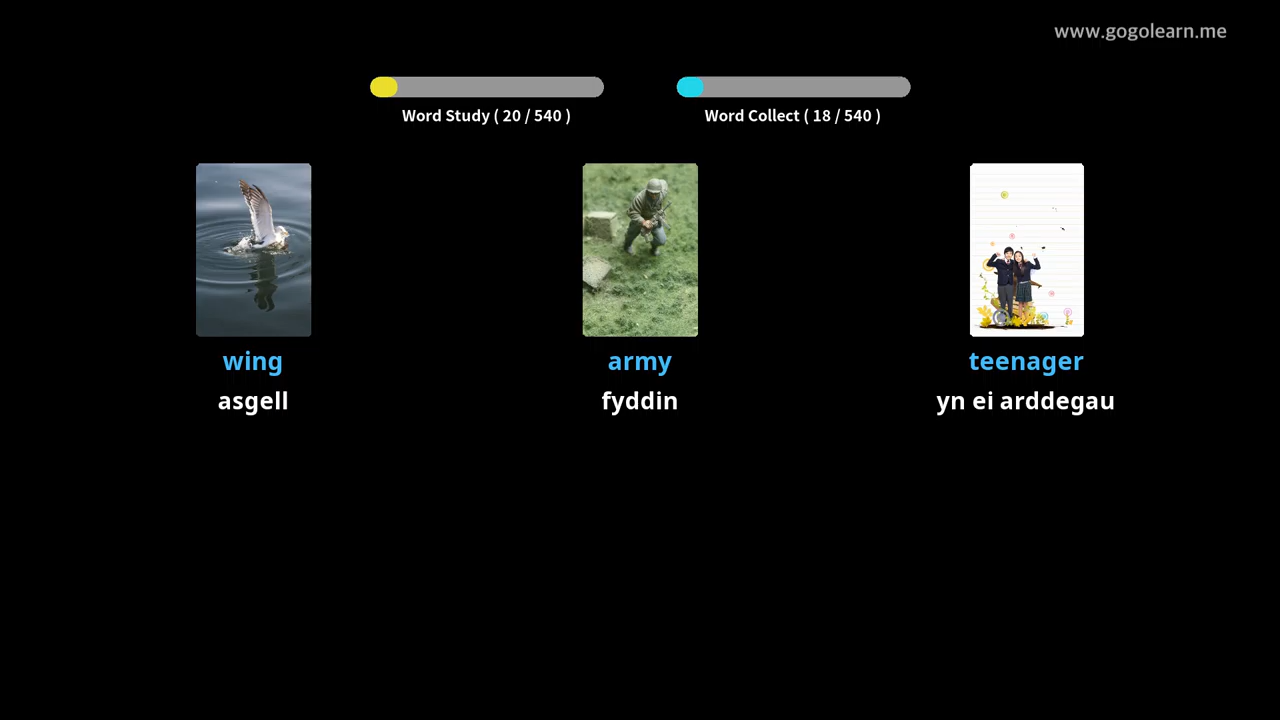 www.gogolearn.me
Word Study ( 20 / 540 )
Word Collect ( 18 / 540 )
wing
army
teenager
asgell
fyddin
yn ei arddegau